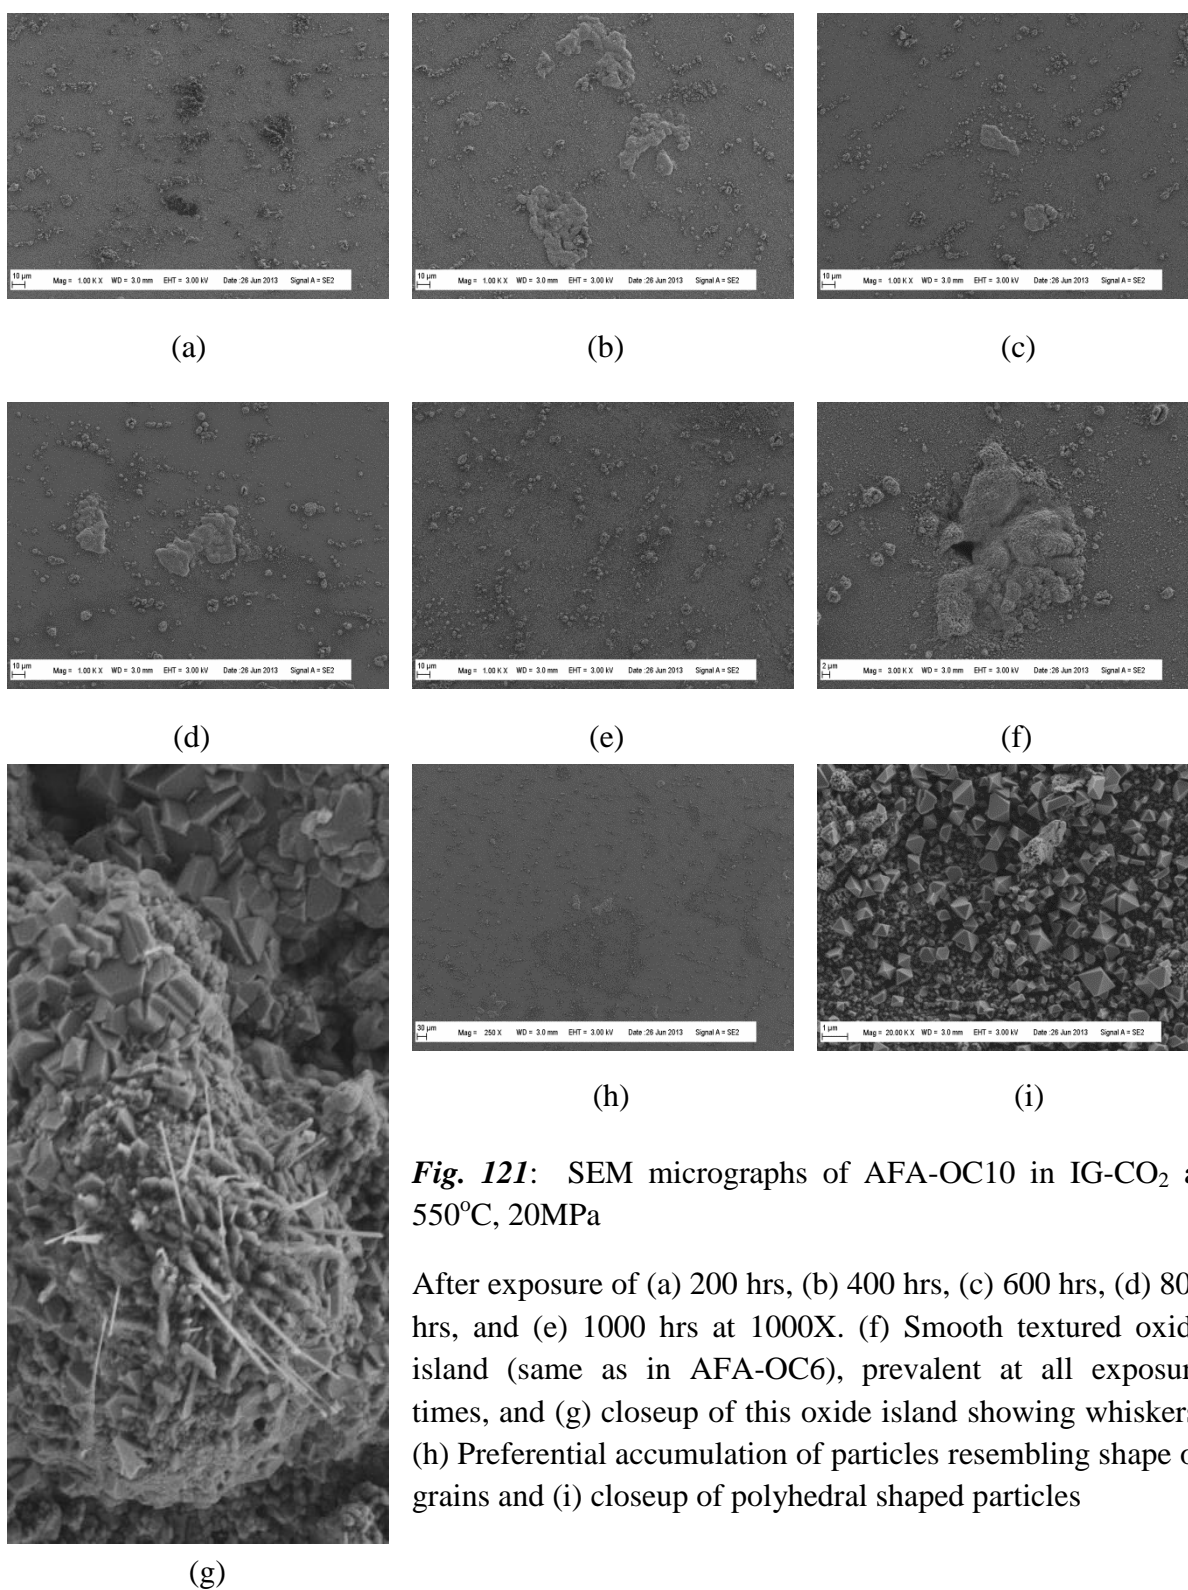 10 µm Mag = 1.00 K X WD = 3.0 mm EHT = 3.00 kV Date :26 Jun 2013 Signal A = SE2
10 µm Mag = 1.00 K X WD = 3.0 mm EHT = 3.00 kV Date :26 Jun 2013 Signal A = SE2
10 µm Mag = 1.00 K X WD = 3.0 mm EHT = 3.00 kV Date :26 Jun 2013 Signal A = SE2
(a)
(b)
(c)
10 µm Mag = 1.00 K X WD = 3.0 mm EHT = 3.00 kV Date :26 Jun 2013 Signal A = SE2
10 µm Mag = 1.00 K X WD = 3.0 mm EHT = 3.00 kV Date :26 Jun 2013 Signal A = SE2
2 µm Mag = 3.00 K X WD = 3.0 mm EHT = 3.00 kV Date :26 Jun 2013 Signal A = SE2
(d)
(e)
(f)
30 µm Mag = 250 X WD = 3.0 mm EHT = 3.00 kV Date :26 Jun 2013 Signal A = SE2
1 µm Mag = 20.00 K X WD = 3.0 mm EHT = 3.00 kV Date :26 Jun 2013 Signal A = SE2
(h)
(i)
Fig. 121: SEM micrographs of AFA-OC10 in IG-CO₂ a
550°C, 20MPa
After exposure of (a) 200 hrs, (b) 400 hrs, (c) 600 hrs, (d) 80
hrs, and (e) 1000 hrs at 1000X. (f) Smooth textured oxid
island (same as in AFA-OC6), prevalent at all exposur
times, and (g) closeup of this oxide island showing whiskers
(h) Preferential accumulation of particles resembling shape o
grains and (i) closeup of polyhedral shaped particles
(g)